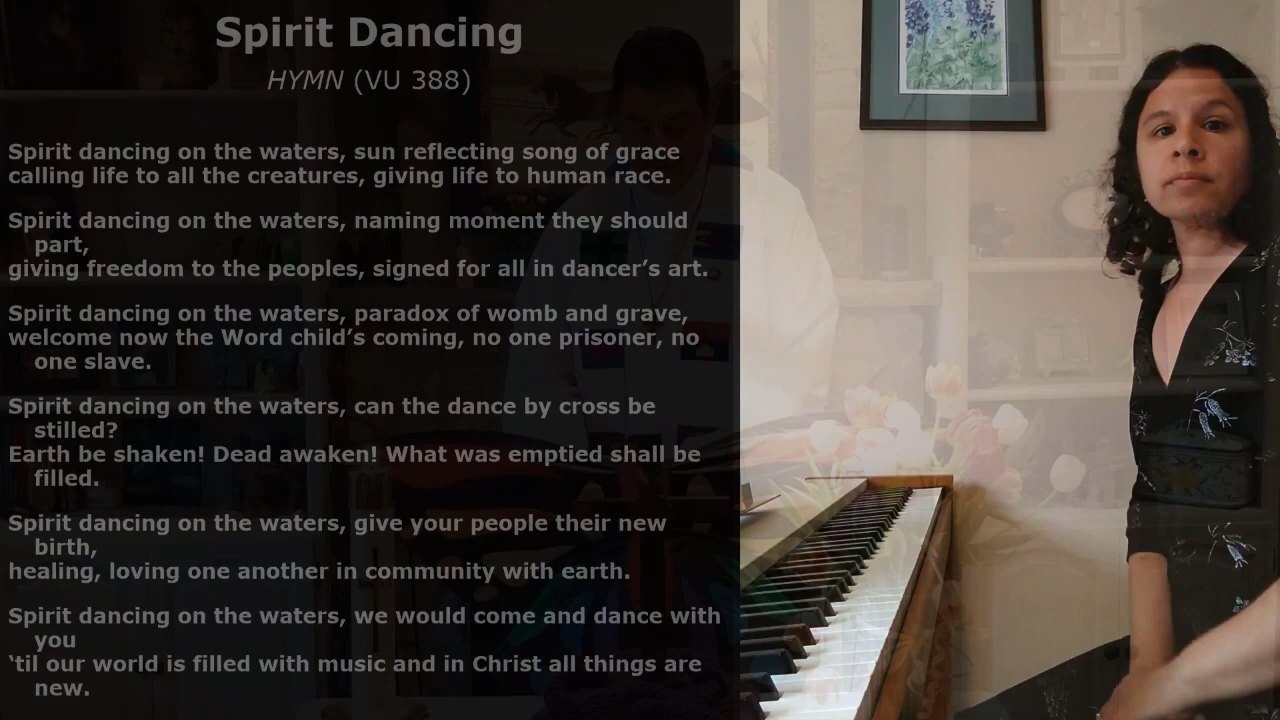 Spirit Dancing
HYMN (VU 388)
Spirit dancing on the waters, sun reflecting song of grace
calling life to all the creatures, giving life to human race.
Spirit dancing on the waters, naming moment they should
part,
giving freedom to the peoples, signed for all in dancer’s art.
Spirit dancing on the waters, paradox of womb and grave,
welcome now the Word child’s coming, no one prisoner, no
one slave.
Spirit dancing on the waters, can the dance by cross be
stilled?
Earth be shaken! Dead awaken! What was emptied shall be
filled.
Spirit dancing on the waters, give your people their new
birth,
healing, loving one another in community with earth.
Spirit dancing on the waters, we would come and dance with
you
‘til our world is filled with music and in Christ all things are
new.